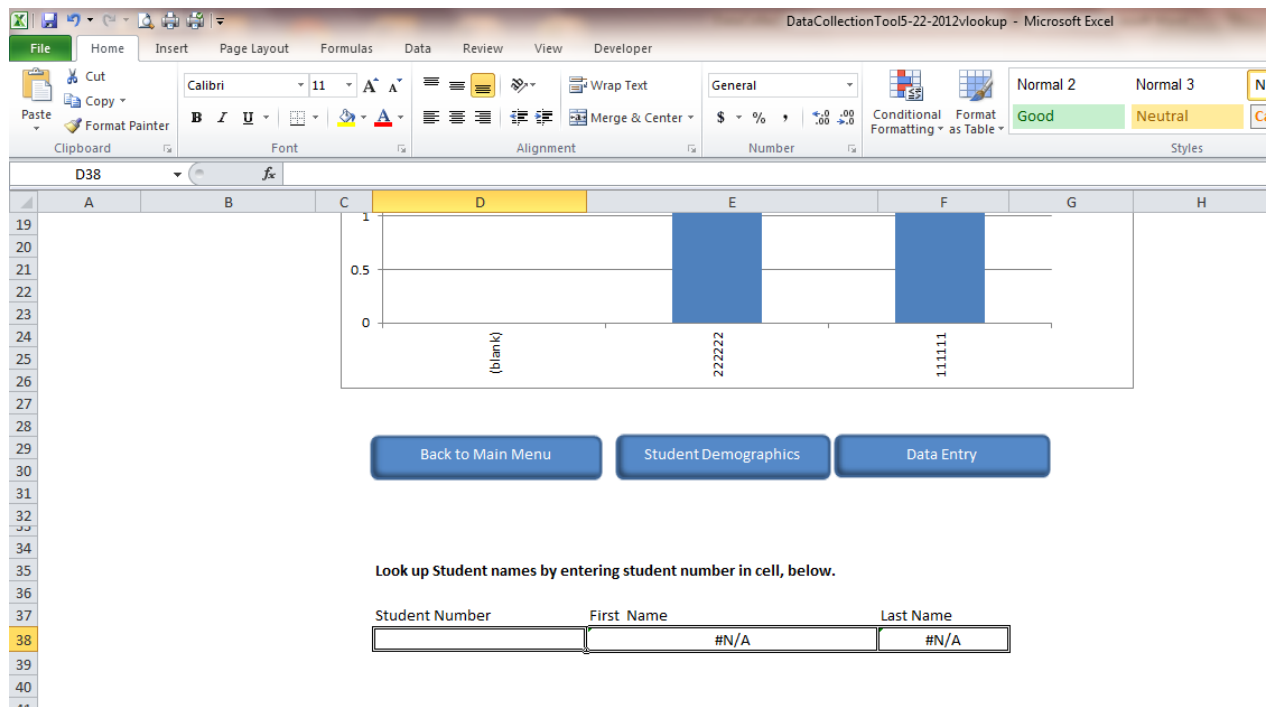 DataCollectionTool5-22-2012vlookup - Microsoft Excel
File Home Insert Page Layout Formulas Data Review View Developer
Paste
Cut
Copy
Format Painter
Clipboard
Calibri 11 A A
B I U A
Font
Wrap Text
Merge & Center
Alignment
General
$ % , .00 .00
Number
Conditional Formatting
Format as Table
Normal 2 Normal 3 N
Good Neutral Ca
Styles
D38 fx
A B C D E F G H
19 1
20
21 0.5
22
23 0
24
25 (blank) 222222 111111
26
27
28
29 Back to Main Menu Student Demographics Data Entry
30
31
32
33
34
35 Look up Student names by entering student number in cell, below.
36
37 Student Number First Name Last Name
38 #N/A #N/A
39
40